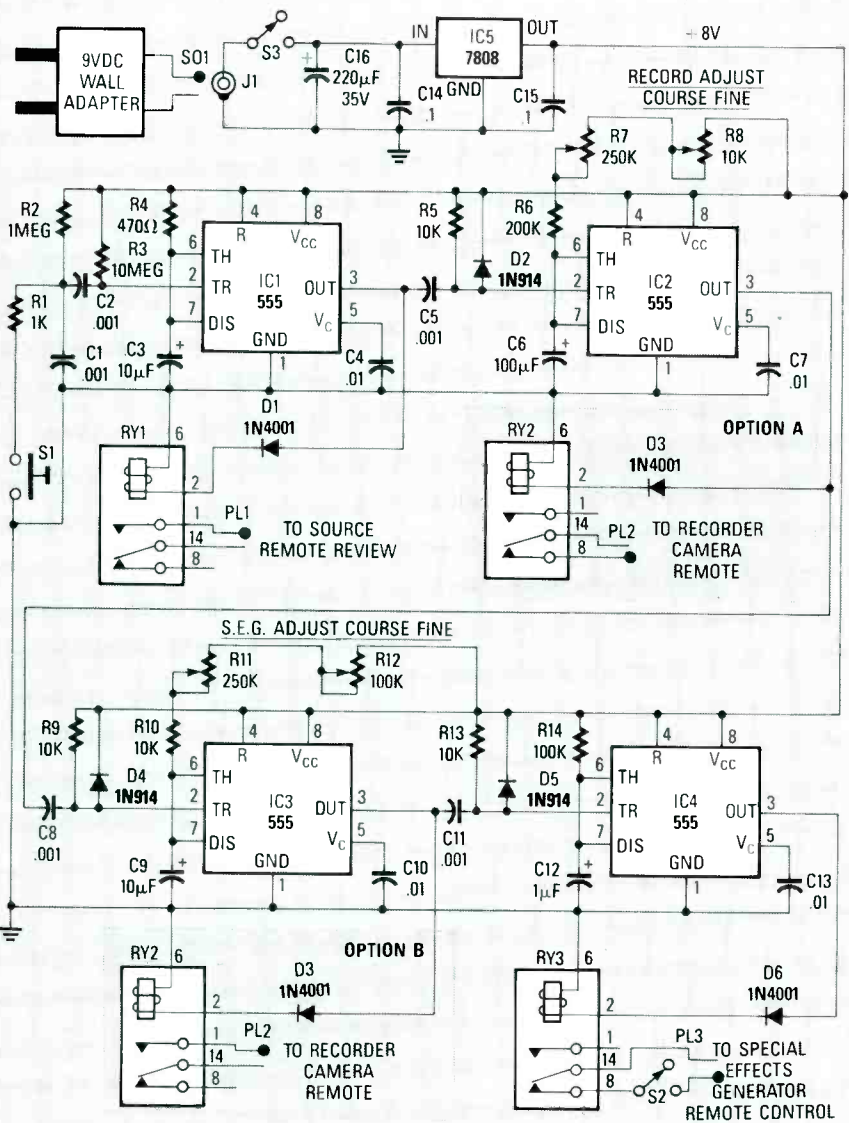 9VDC
WALL
ADAPTER
SO1
J1
S3
C16
220µF
35V
+
C14
.1
IN
IC5
7808
GND
OUT
C15
.1
+8V
RECORD ADJUST
COURSE FINE
R7
250K
R8
10K
R2
1MEG
R4
470Ω
R3
10MEG
R1
1K
C2
.001
C1
.001
C3
10µF
+
6
2
7
4
8
R
VCC
TH
TR
DIS
IC1
555
OUT
VC
GND
1
3
5
C4
.01
R5
10K
D2
1N914
C5
.001
R6
200K
C6
100µF
+
6
2
7
4
8
R
VCC
TH
TR
DIS
IC2
555
OUT
VC
GND
1
3
5
C7
.01
S1
RY1
6
2
1
14
8
D1
1N4001
PL1
TO SOURCE
REMOTE REVIEW
OPTION A
RY2
6
2
1
14
8
D3
1N4001
PL2
TO RECORDER
CAMERA
REMOTE
S.E.G. ADJUST COURSE FINE
R11
250K
R12
100K
R9
10K
R10
10K
D4
1N914
C8
.001
C9
10µF
+
6
2
7
4
8
R
VCC
TH
TR
DIS
IC3
555
DUT
VC
GND
1
3
5
C10
.01
R13
10K
D5
1N914
C11
.001
R14
100K
C12
1µF
+
6
2
7
4
8
R
VCC
TH
TR
DIS
IC4
555
OUT
VC
GND
1
3
5
C13
.01
OPTION B
RY2
6
2
1
14
8
D3
1N4001
PL2
TO RECORDER
CAMERA
REMOTE
RY3
6
2
1
14
8
D6
1N4001
S2
PL3
TO SPECIAL
EFFECTS
GENERATOR
REMOTE CONTROL